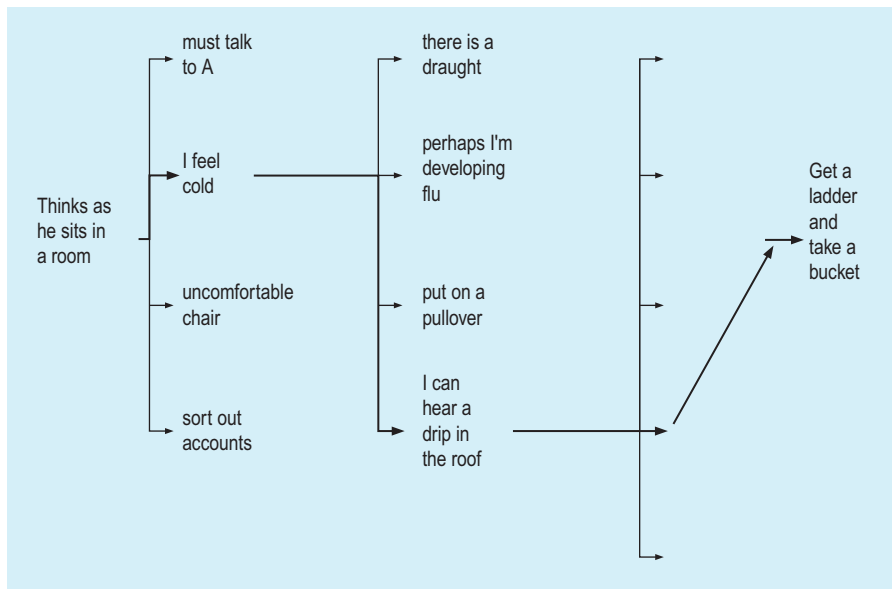 Thinks as
he sits in
a room
must talk
to A
I feel
cold
uncomfortable
chair
sort out
accounts
there is a
draught
perhaps I'm
developing
flu
put on a
pullover
I can
hear a
drip in
the roof
Get a
ladder
and
take a
bucket